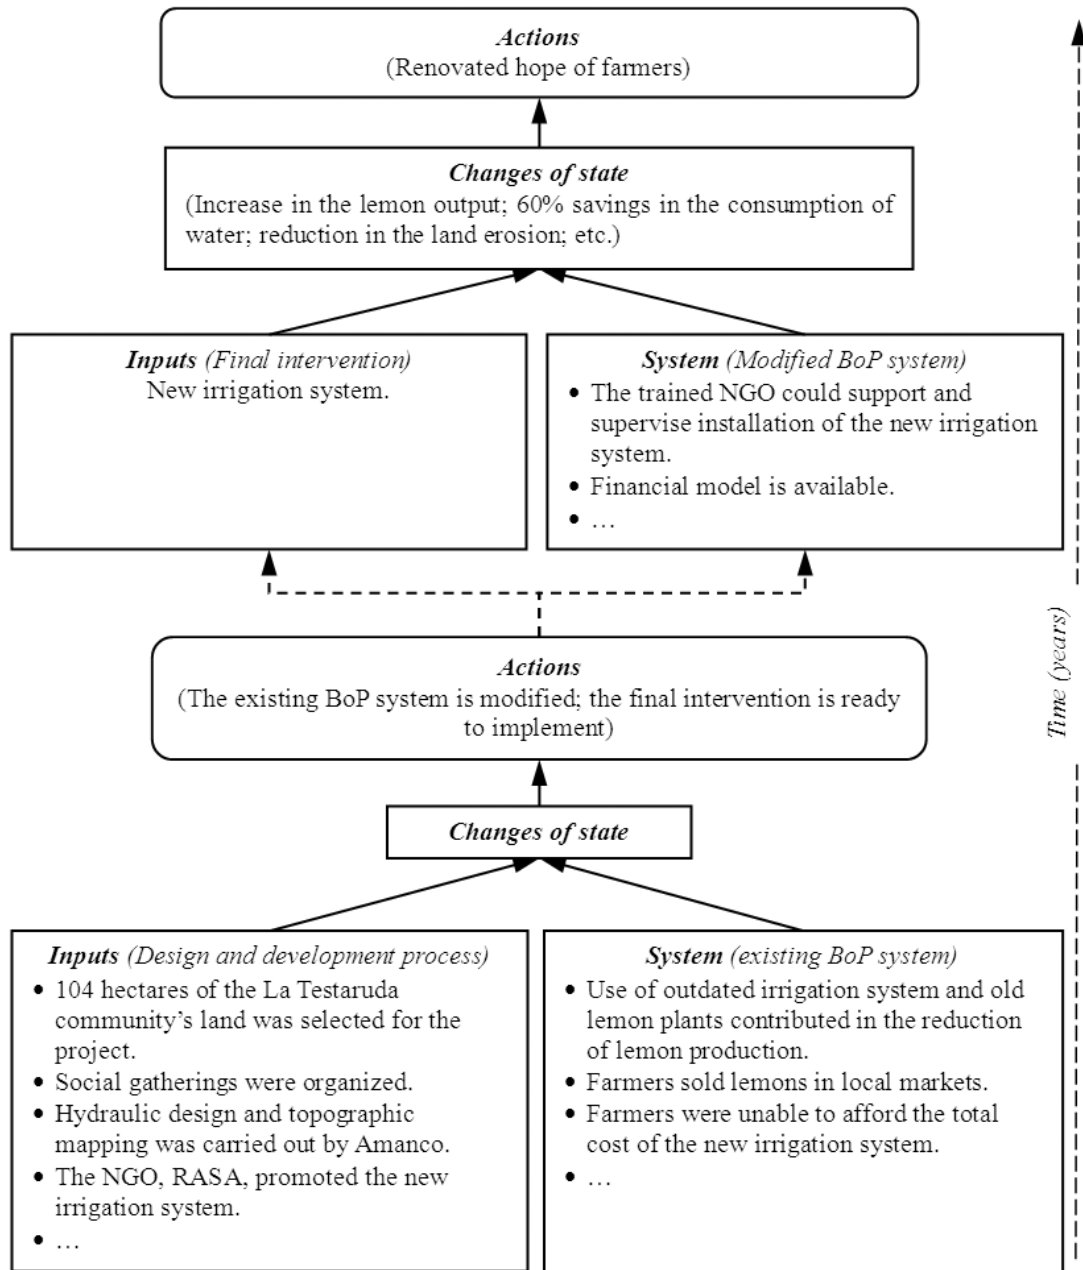 Actions
(Renovated hope of farmers)
Changes of state
(Increase in the lemon output; 60% savings in the consumption of
water; reduction in the land erosion; etc.)
Inputs (Final intervention)
New irrigation system.
System (Modified BoP system)
• The trained NGO could support and
supervise installation of the new irrigation
system.
• Financial model is available.
• …
Actions
(The existing BoP system is modified; the final intervention is ready
to implement)
Time (years)
Changes of state
Inputs (Design and development process)
• 104 hectares of the La Testaruda
community’s land was selected for the
project.
• Social gatherings were organized.
• Hydraulic design and topographic
mapping was carried out by Amanco.
• The NGO, RASA, promoted the new
irrigation system.
• …
System (existing BoP system)
• Use of outdated irrigation system and old
lemon plants contributed in the reduction
of lemon production.
• Farmers sold lemons in local markets.
• Farmers were unable to afford the total
cost of the new irrigation system.
• …